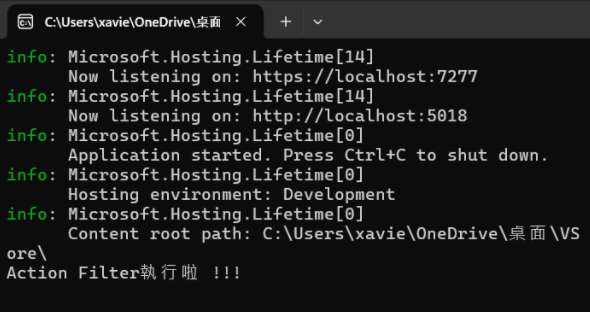 C:\Users\xavie\OneDrive\桌面
info: Microsoft.Hosting.Lifetime[14]
Now listening on: https://localhost:7277
info: Microsoft.Hosting.Lifetime[14]
Now listening on: http://localhost:5018
info: Microsoft.Hosting.Lifetime[0]
Application started. Press Ctrl+C to shut down.
info: Microsoft.Hosting.Lifetime[0]
Hosting environment: Development
info: Microsoft.Hosting.Lifetime[0]
Content root path: C:\Users\xavie\OneDrive\桌面\VS
ore\
Action Filter執行啦 !!!